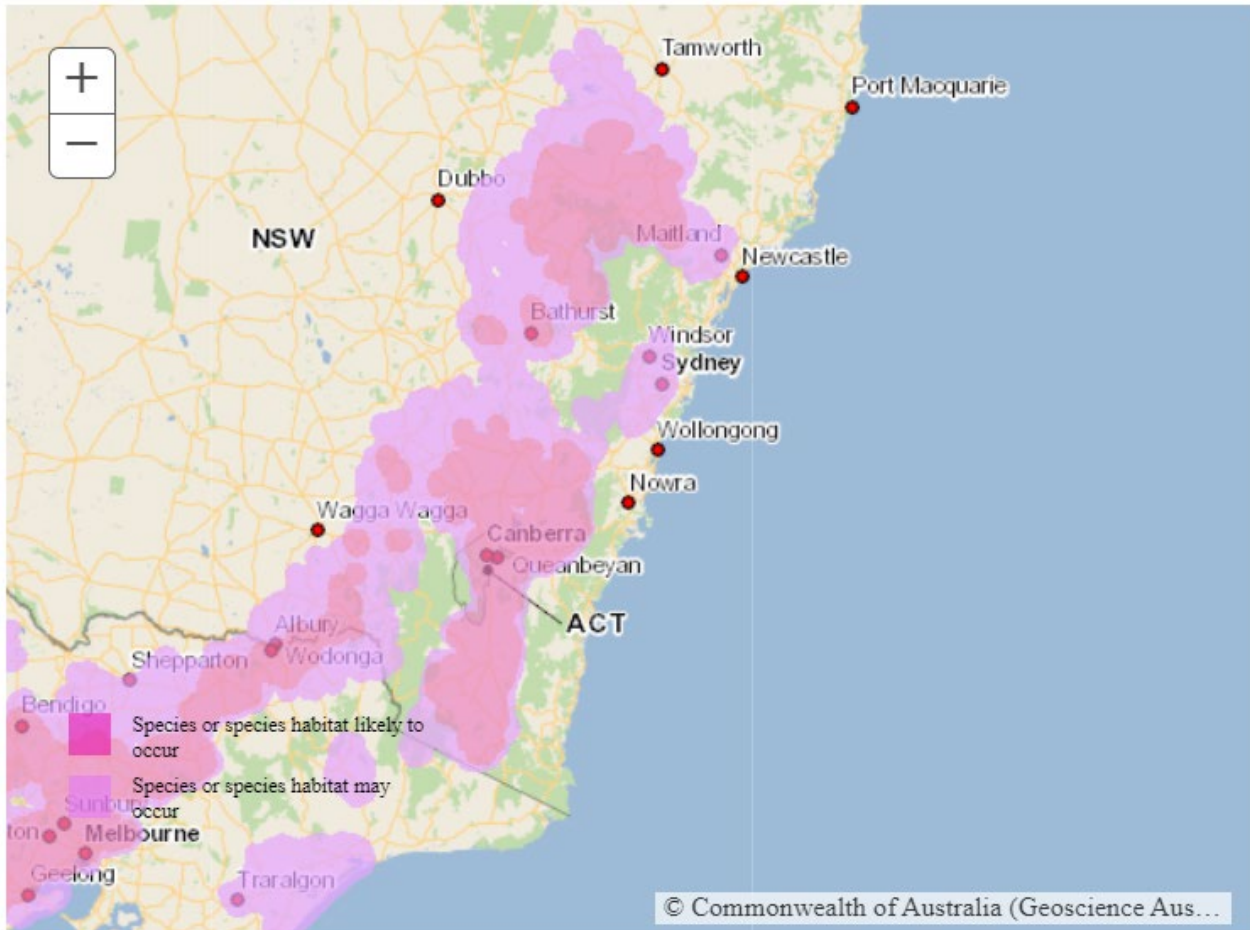 +
Tamworth
Port Macquarie
−
Dubbo
NSW
Maitland
Newcastle
Bathurst
Windsor
Sydney
Wollongong
Nowra
Wagga Wagga
Canberra
Queanbeyan
ACT
Albury
Wodonga
Shepparton
Bendigo
Species or species habitat likely to
occur
Species or species habitat may
occur
Sunbury
ton
Melbourne
Geelong
Traralgon
© Commonwealth of Australia (Geoscience Aus…